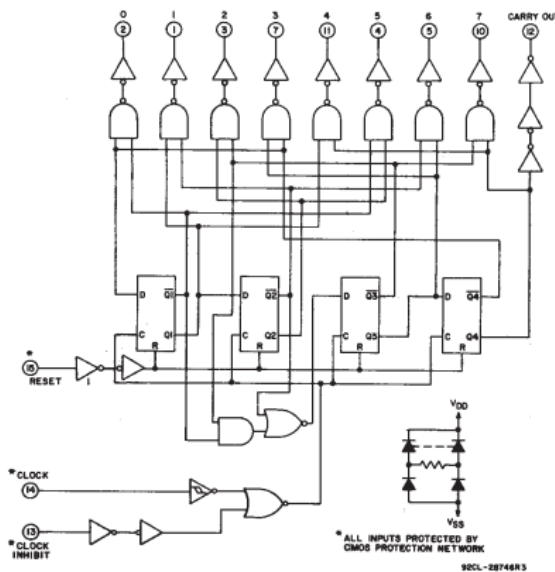 0 1 2 3 4 5 6 7 CARRY OUT
2 1 3 7 11 4 5 10 12
D Q1 D Q2 D Q3 D Q4
C Q1 C Q2 C Q3 C Q4
R R R R
*
15
RESET
1
VDD
*CLOCK
14
13
*CLOCK
INHIBIT
VSS
* ALL INPUTS PROTECTED BY
CMOS PROTECTION NETWORK
92CL-28746R3